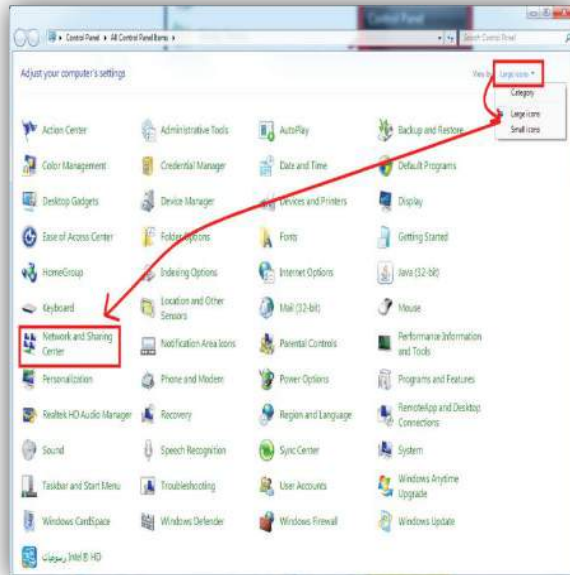 Control Panel
Control Panel ▸ All Control Panel Items ▸
Search Control Panel
Adjust your computer's settings
View by: Large icons ▾
Category
Large icons
Small icons
Action Center
Administrative Tools
AutoPlay
Backup and Restore
Color Management
Credential Manager
Date and Time
Default Programs
Desktop Gadgets
Device Manager
Devices and Printers
Display
Ease of Access Center
Folder Options
Fonts
Getting Started
HomeGroup
Indexing Options
Internet Options
Java (32-bit)
Keyboard
Location and Other
Sensors
Mail (32-bit)
Mouse
Network and Sharing
Center
Notification Area Icons
Parental Controls
Performance Information
and Tools
Personalization
Phone and Modem
Power Options
Programs and Features
Realtek HD Audio Manager
Recovery
Region and Language
RemoteApp and Desktop
Connections
Sound
Speech Recognition
Sync Center
System
Taskbar and Start Menu
Troubleshooting
User Accounts
Windows Anytime
Upgrade
Windows CardSpace
Windows Defender
Windows Firewall
Windows Update
رسوميات Intel® HD